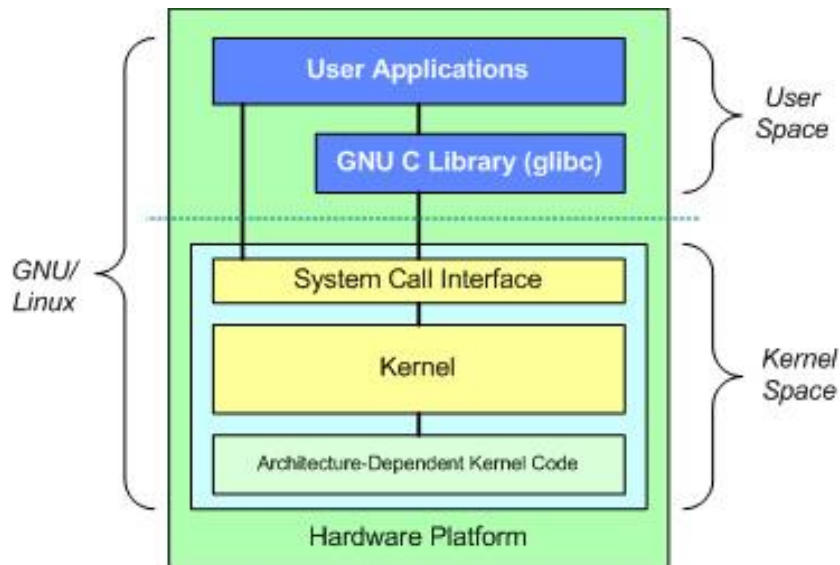 User Applications
User
Space
GNU C Library (glibc)
GNU/
Linux
System Call Interface
Kernel
Kernel
Space
Architecture-Dependent Kernel Code
Hardware Platform